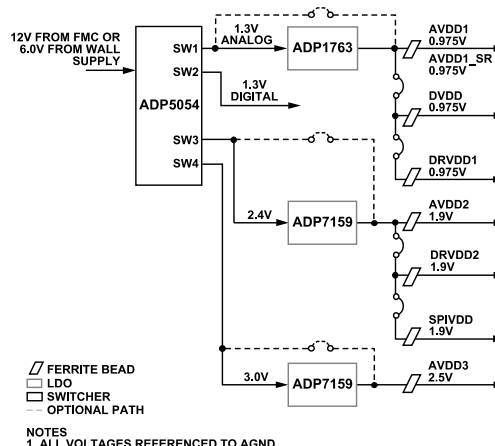 12V FROM FMC OR
6.0V FROM WALL
SUPPLY
ADP5054
SW1
SW2
SW3
SW4
1.3V
ANALOG
1.3V
DIGITAL
ADP1763
2.4V
ADP7159
3.0V
ADP7159
AVDD1
0.975V
AVDD1_SR
0.975V
DVDD
0.975V
DRVDD1
0.975V
AVDD2
1.9V
DRVDD2
1.9V
SPIVDD
1.9V
AVDD3
2.5V
FERRITE BEAD
LDO
SWITCHER
OPTIONAL PATH
NOTES
1. ALL VOLTAGES REFERENCED TO AGND